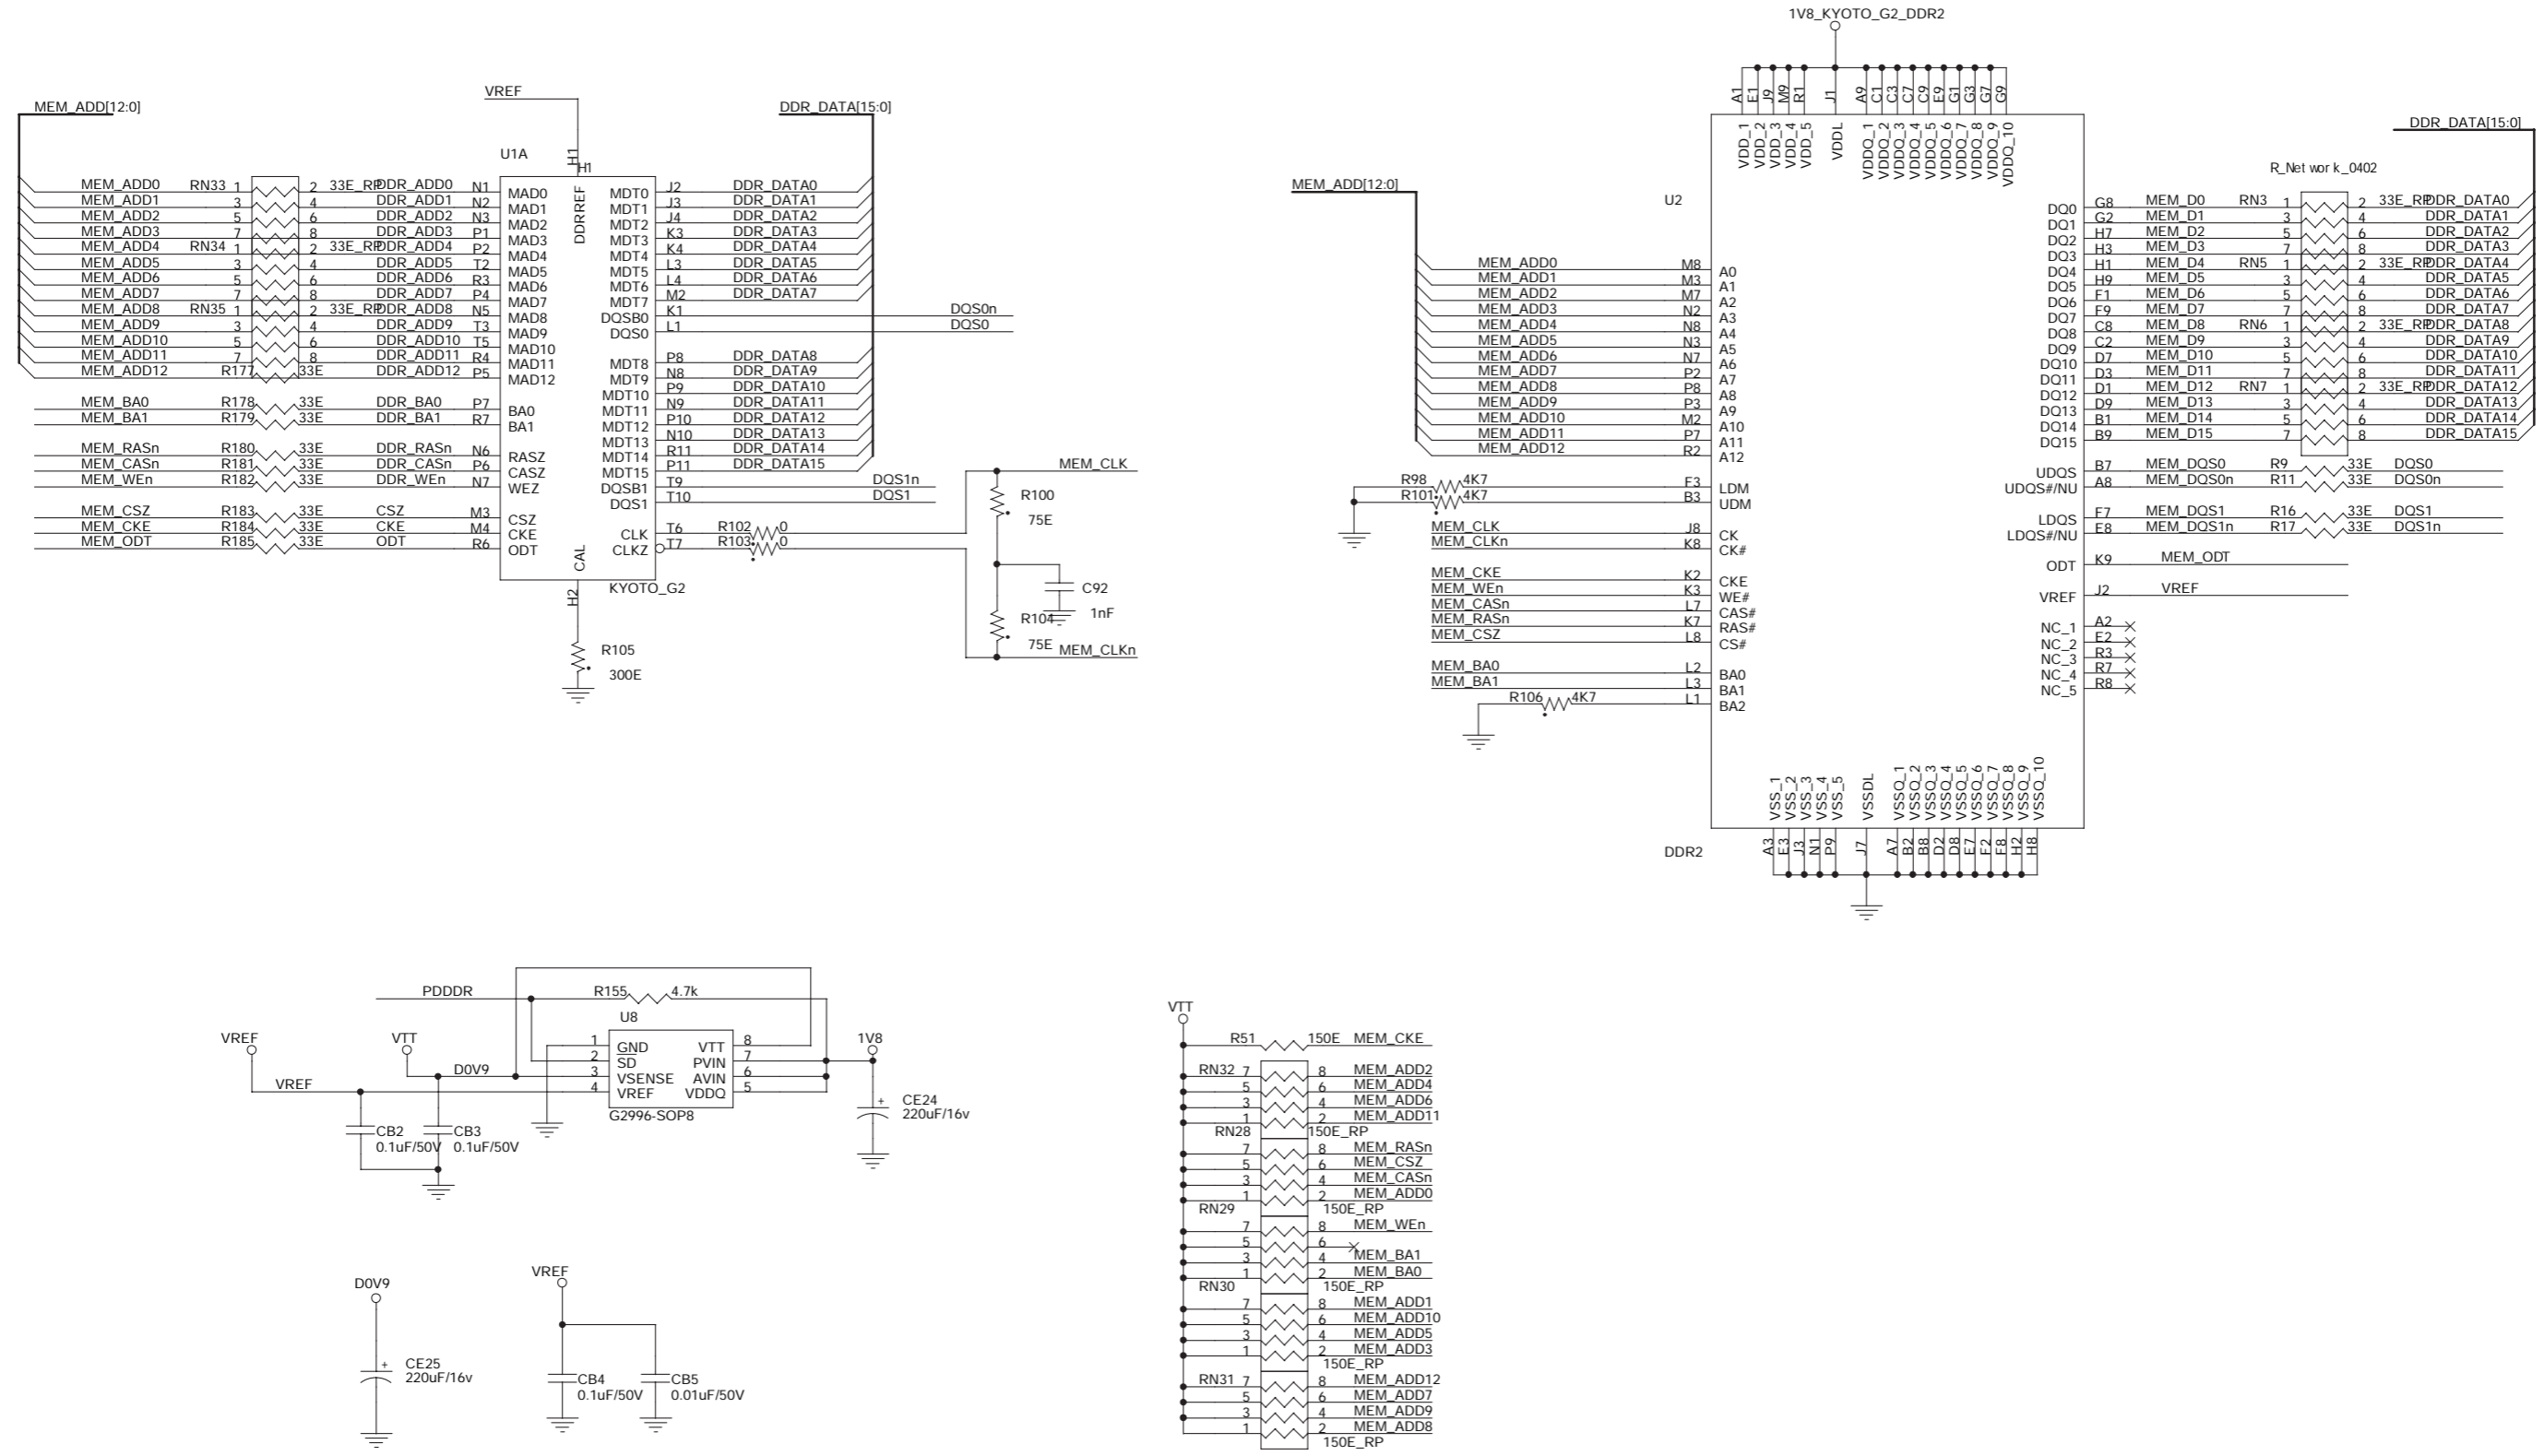 MEM_ADD[12:0]
VREF
DDR_DATA[15:0]
U1A
H1
H1
DDRREF
MEM_ADD0 RN33 1 2 33E_RP DDR_ADD0 N1 MAD0 MDT0 J2 DDR_DATA0
MEM_ADD1 3 4 DDR_ADD1 N2 MAD1 MDT1 J3 DDR_DATA1
MEM_ADD2 5 6 DDR_ADD2 N3 MAD2 MDT2 J4 DDR_DATA2
MEM_ADD3 7 8 DDR_ADD3 P1 MAD3 MDT3 K3 DDR_DATA3
MEM_ADD4 RN34 1 2 33E_RP DDR_ADD4 P2 MAD4 MDT4 K4 DDR_DATA4
MEM_ADD5 3 4 DDR_ADD5 T2 MAD5 MDT5 L3 DDR_DATA5
MEM_ADD6 5 6 DDR_ADD6 R3 MAD6 MDT6 L4 DDR_DATA6
MEM_ADD7 7 8 DDR_ADD7 P4 MAD7 MDT7 M2 DDR_DATA7
MEM_ADD8 RN35 1 2 33E_RP DDR_ADD8 N5 MAD8 DQSB0 K1 DQS0n
MEM_ADD9 3 4 DDR_ADD9 T3 MAD9 DQS0 L1 DQS0
MEM_ADD10 5 6 DDR_ADD10 T5 MAD10
MEM_ADD11 7 8 DDR_ADD11 R4 MAD11 MDT8 P8 DDR_DATA8
MEM_ADD12 R177 33E DDR_ADD12 P5 MAD12 MDT9 N8 DDR_DATA9
MDT10 P9 DDR_DATA10
MEM_BA0 R178 33E DDR_BA0 P7 BA0 MDT11 N9 DDR_DATA11
MEM_BA1 R179 33E DDR_BA1 R7 BA1 MDT12 P10 DDR_DATA12
MDT13 N10 DDR_DATA13
MEM_RASn R180 33E DDR_RASn N6 RASZ MDT14 R11 DDR_DATA14
MEM_CASn R181 33E DDR_CASn P6 CASZ MDT15 P11 DDR_DATA15
MEM_WEn R182 33E DDR_WEn N7 WEZ DQSB1 T9 DQS1n
DQS1 T10 DQS1
MEM_CSZ R183 33E CSZ M3 CSZ
MEM_CKE R184 33E CKE M4 CKE CLK T6 R102 0
MEM_ODT R185 33E ODT R6 ODT CLKZ T7 R103 0
CAL
H2
KYOTO_G2
R105
300E
MEM_CLK
R100
75E
C92
1nF
R104
75E
MEM_CLKn
1V8_KYOTO_G2_DDR2
A1 E1 J9 M9 R1 J1 A9 C1 C3 C7 C9 E9 G1 G3 G7 G9
VDD_1 VDD_2 VDD_3 VDD_4 VDD_5 VDDL VDDQ_1 VDDQ_2 VDDQ_3 VDDQ_4 VDDQ_5 VDDQ_6 VDDQ_7 VDDQ_8 VDDQ_9 VDDQ_10
DDR_DATA[15:0]
R_Network_0402
MEM_ADD[12:0]
U2
MEM_ADD0 M8 A0
MEM_ADD1 M3 A1
MEM_ADD2 M7 A2
MEM_ADD3 N2 A3
MEM_ADD4 N8 A4
MEM_ADD5 N3 A5
MEM_ADD6 N7 A6
MEM_ADD7 P2 A7
MEM_ADD8 P8 A8
MEM_ADD9 P3 A9
MEM_ADD10 M2 A10
MEM_ADD11 P7 A11
MEM_ADD12 R2 A12
R98 4K7 F3 LDM
R101 4K7 B3 UDM
MEM_CLK J8 CK
MEM_CLKn K8 CK#
MEM_CKE K2 CKE
MEM_WEn K3 WE#
MEM_CASn L7 CAS#
MEM_RASn K7 RAS#
MEM_CSZ L8 CS#
MEM_BA0 L2 BA0
MEM_BA1 L3 BA1
R106 4K7 L1 BA2
DQ0 G8 MEM_D0 RN3 1 2 33E_RP DDR_DATA0
DQ1 G2 MEM_D1 3 4 DDR_DATA1
DQ2 H7 MEM_D2 5 6 DDR_DATA2
DQ3 H3 MEM_D3 7 8 DDR_DATA3
DQ4 H1 MEM_D4 RN5 1 2 33E_RP DDR_DATA4
DQ5 H9 MEM_D5 3 4 DDR_DATA5
DQ6 F1 MEM_D6 5 6 DDR_DATA6
DQ7 F9 MEM_D7 7 8 DDR_DATA7
DQ8 C8 MEM_D8 RN6 1 2 33E_RP DDR_DATA8
DQ9 C2 MEM_D9 3 4 DDR_DATA9
DQ10 D7 MEM_D10 5 6 DDR_DATA10
DQ11 D3 MEM_D11 7 8 DDR_DATA11
DQ12 D1 MEM_D12 RN7 1 2 33E_RP DDR_DATA12
DQ13 D9 MEM_D13 3 4 DDR_DATA13
DQ14 B1 MEM_D14 5 6 DDR_DATA14
DQ15 B9 MEM_D15 7 8 DDR_DATA15
UDQS B7 MEM_DQS0 R9 33E DQS0
UDQS#/NU A8 MEM_DQS0n R11 33E DQS0n
LDQS F7 MEM_DQS1 R16 33E DQS1
LDQS#/NU E8 MEM_DQS1n R17 33E DQS1n
ODT K9 MEM_ODT
VREF J2 VREF
NC_1 A2
NC_2 E2
NC_3 R3
NC_4 R7
NC_5 R8
VSS_1 VSS_2 VSS_3 VSS_4 VSS_5 VSSDL VSSQ_1 VSSQ_2 VSSQ_3 VSSQ_4 VSSQ_5 VSSQ_6 VSSQ_7 VSSQ_8 VSSQ_9 VSSQ_10
DDR2
A3 E3 J3 N1 P9 J7 A7 B2 B8 D2 D8 E7 F2 F8 H2 H8
PDDDR R155 4.7k
U8
VREF VTT 1V8
1 GND VTT 8
2 SD PVIN 7
D0V9 3 VSENSE AVIN 6
VREF 4 VREF VDDQ 5
G2996-SOP8
CE24
220uF/16v
CB2
0.1uF/50V
CB3
0.1uF/50V
D0V9
CE25
220uF/16v
VREF
CB4
0.1uF/50V
CB5
0.01uF/50V
VTT
R51 150E MEM_CKE
RN32 7 8 MEM_ADD2
5 6 MEM_ADD4
3 4 MEM_ADD6
1 2 MEM_ADD11
RN28 150E_RP
7 8 MEM_RASn
5 6 MEM_CSZ
3 4 MEM_CASn
1 2 MEM_ADD0
RN29 150E_RP
7 8 MEM_WEn
5 6
3 4 MEM_BA1
1 2 MEM_BA0
RN30 150E_RP
7 8 MEM_ADD1
5 6 MEM_ADD10
3 4 MEM_ADD5
1 2 MEM_ADD3
150E_RP
RN31 7 8 MEM_ADD12
5 6 MEM_ADD7
3 4 MEM_ADD9
1 2 MEM_ADD8
150E_RP